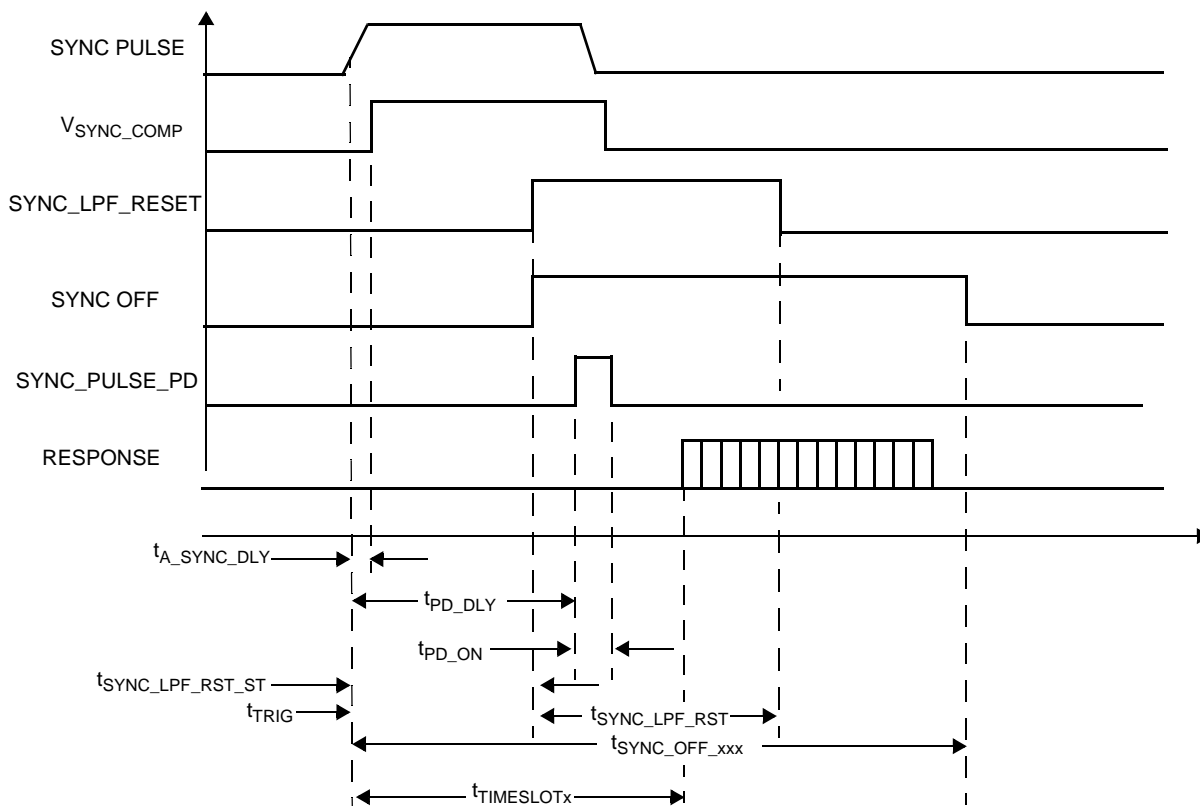 SYNC PULSE
VSYNC_COMP
SYNC_LPF_RESET
SYNC OFF
SYNC_PULSE_PD
RESPONSE
tA_SYNC_DLY
tPD_DLY
tPD_ON
tSYNC_LPF_RST_ST
tTRIG
tSYNC_LPF_RST
tSYNC_OFF_xxx
tTIMESLOTx